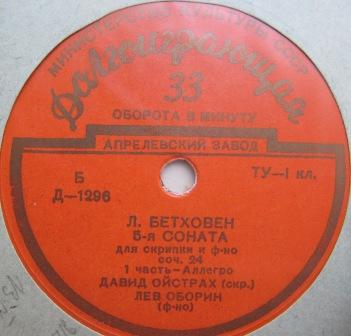 МИНИСТЕРСТВО КУЛЬТУРЫ СССР
Долгоиграющая
33
ОБОРОТА В МИНУТУ
АПРЕЛЕВСКИЙ ЗАВОД
Б
ТУ—I кл.
Д—1296
Л. БЕТХОВЕН
5-я СОНАТА
для скрипки и ф-но
соч. 24
1 часть—Аллегро
ДАВИД ОЙСТРАХ (скр.)
ЛЕВ ОБОРИН
(ф-но)